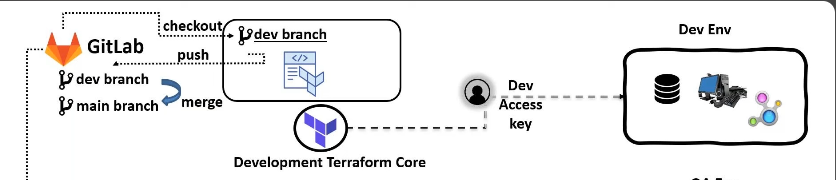 checkout
dev branch
Dev Env
GitLab
push
</>
dev branch
main branch
merge
Dev
Access
key
Development Terraform Core